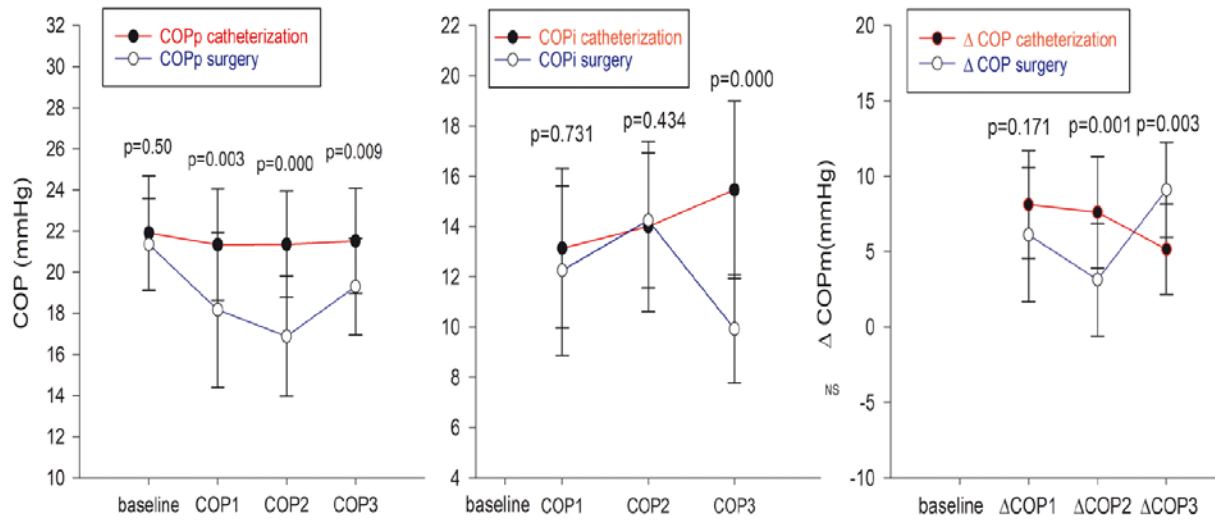 COPp catheterization
COPp surgery
COP (mmHg)
32
30
28
26
24
22
20
18
16
14
12
10
p=0.50
p=0.003
p=0.000
p=0.009
baseline
COP1
COP2
COP3
COPi catheterization
COPi surgery
22
20
18
16
14
12
10
8
6
4
p=0.731
p=0.434
p=0.000
baseline
COP1
COP2
COP3
Δ COP catheterization
Δ COP surgery
Δ COPm(mmHg)
20
15
10
5
0
-5
-10
NS
p=0.171
p=0.001
p=0.003
baseline
ΔCOP1
ΔCOP2
ΔCOP3